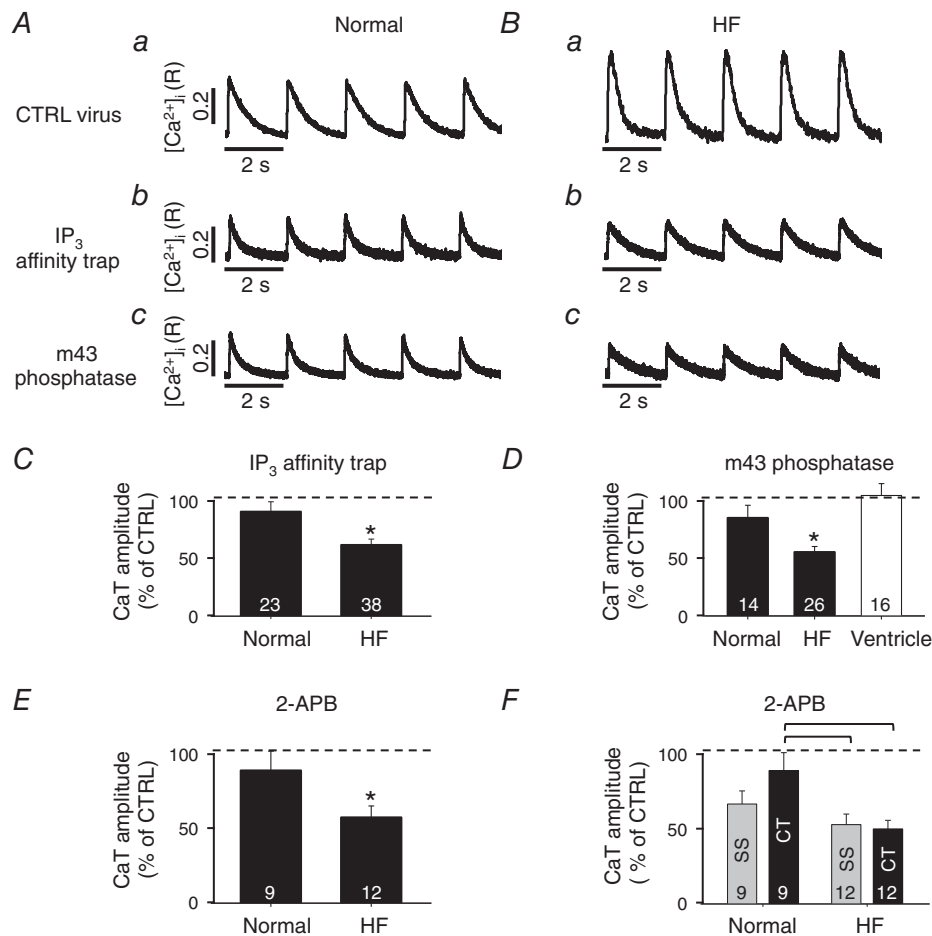 A
Normal
B
HF
a
a
CTRL virus
[Ca²⁺]ᵢ (R)
0.2
2 s
2 s
b
b
IP₃
affinity trap
[Ca²⁺]ᵢ (R)
0.2
2 s
2 s
c
c
m43
phosphatase
[Ca²⁺]ᵢ (R)
0.2
2 s
2 s
C
IP₃ affinity trap
CaT amplitude
(% of CTRL)
100
50
0
*
23
38
Normal
HF
D
m43 phosphatase
CaT amplitude
(% of CTRL)
100
50
0
*
14
26
16
Normal
HF
Ventricle
E
2-APB
CaT amplitude
(% of CTRL)
100
50
0
*
9
12
Normal
HF
F
2-APB
CaT amplitude
( % of CTRL)
100
50
0
SS
CT
SS
CT
9
9
12
12
Normal
HF